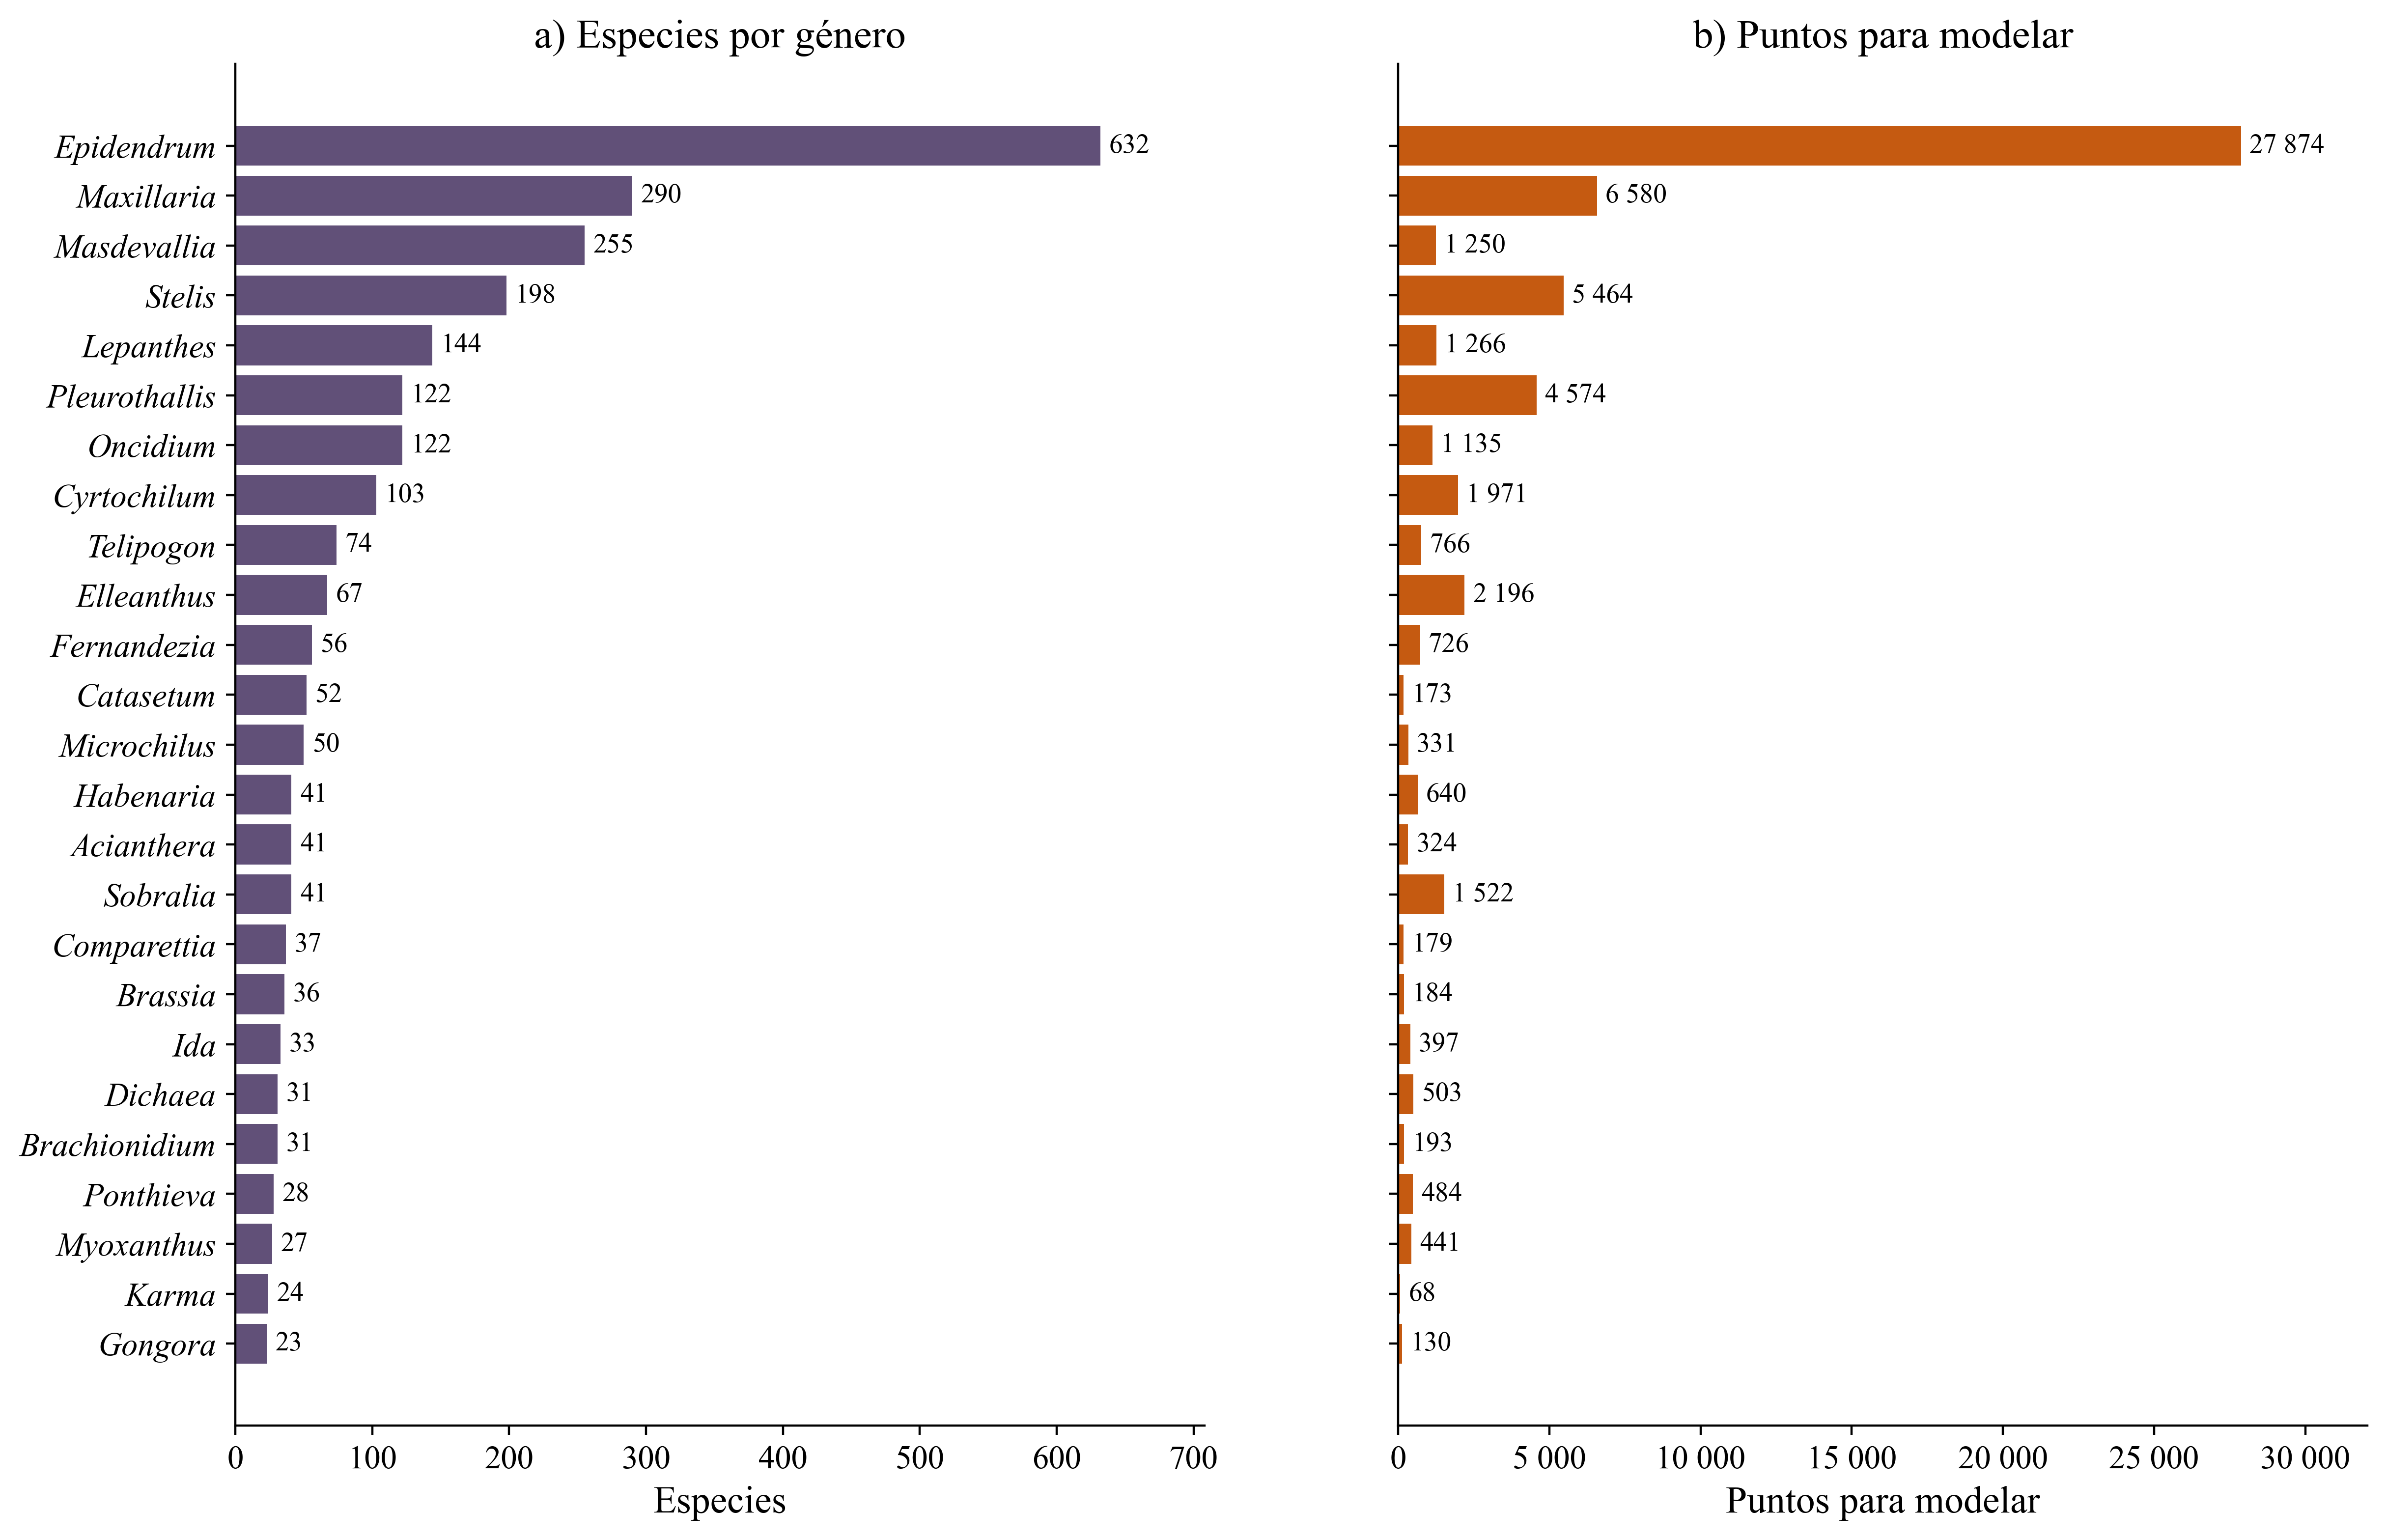 a) Especies por género
b) Puntos para modelar
Epidendrum 632 27 874
Maxillaria 290 6 580
Masdevallia 255 1 250
Stelis 198 5 464
Lepanthes 144 1 266
Pleurothallis 122 4 574
Oncidium 122 1 135
Cyrtochilum 103 1 971
Telipogon 74 766
Elleanthus 67 2 196
Fernandezia 56 726
Catasetum 52 173
Microchilus 50 331
Habenaria 41 640
Acianthera 41 324
Sobralia 41 1 522
Comparettia 37 179
Brassia 36 184
Ida 33 397
Dichaea 31 503
Brachionidium 31 193
Ponthieva 28 484
Myoxanthus 27 441
Karma 24 68
Gongora 23 130
0 100 200 300 400 500 600 700
0 5 000 10 000 15 000 20 000 25 000 30 000
Especies
Puntos para modelar